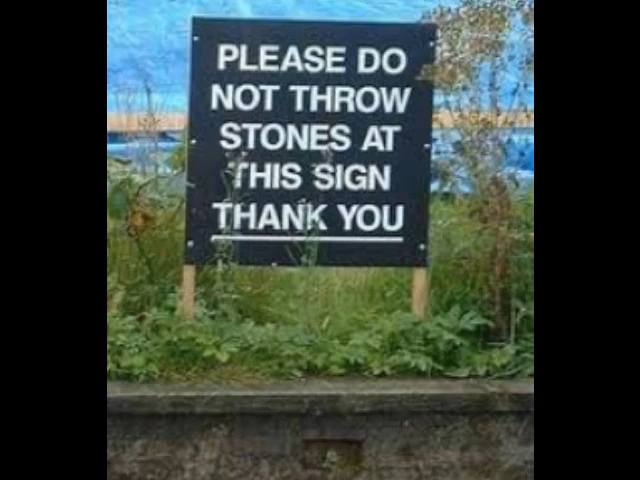 PLEASE DO
NOT THROW
STONES AT
THIS SIGN
THANK YOU